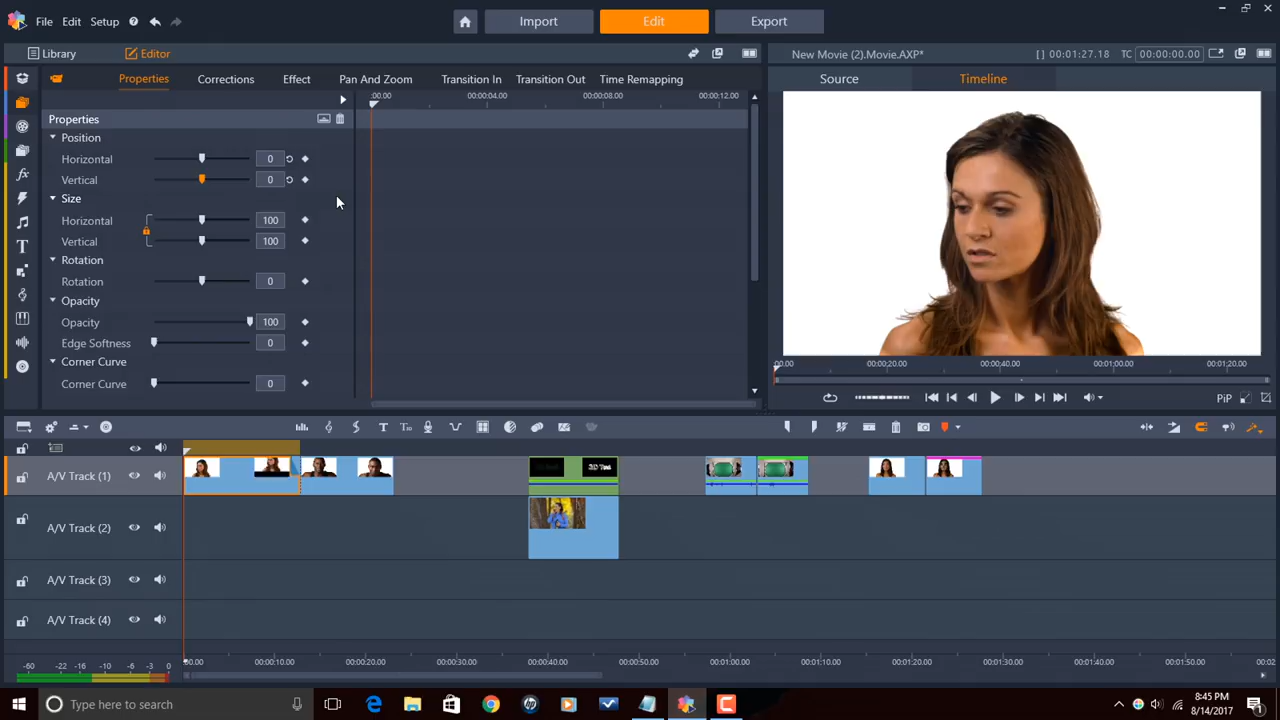 File Edit Setup ?
Import Edit Export
Library Editor
New Movie (2).Movie.AXP* [] 00:01:27.18 TC 00:00:00.00
Properties Corrections Effect Pan And Zoom Transition In Transition Out Time Remapping
Source Timeline
:00.00 00:00:04.00 00:00:08.00 00:00:12.00
Properties
Position
Horizontal 0
Vertical 0
Size
Horizontal 100
Vertical 100
Rotation
Rotation 0
Opacity
Opacity 100
Edge Softness 0
Corner Curve
Corner Curve 0
:00.00 00:00:20.00 00:00:40.00 00:01:00.00 00:01:20.00
PiP
A/V Track (1)
3D Text
A/V Track (2)
A/V Track (3)
A/V Track (4)
-60 -22 -16 -10 -6 -3 0
:00.00 00:00:10.00 00:00:20.00 00:00:30.00 00:00:40.00 00:00:50.00 00:01:00.00 00:01:10.00 00:01:20.00 00:01:30.00 00:01:40.00 00:01:50.00 00:02
Type here to search
8:45 PM
8/14/2017